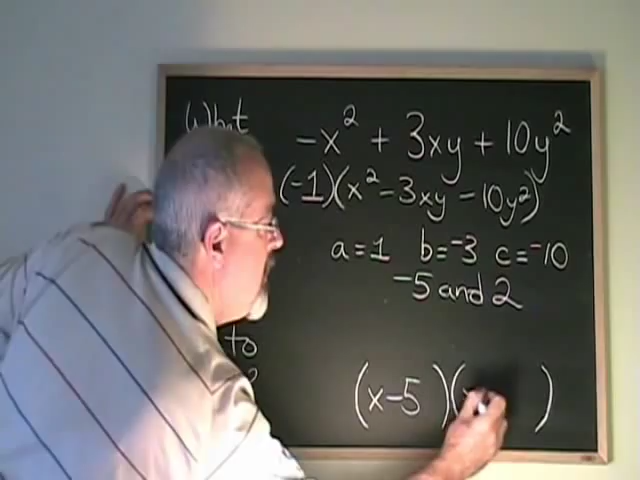 What
-x² + 3xy + 10y²
(-1)(x² - 3xy - 10y²)
a = 1 b = -3 c = -10
-5 and 2
to
?
(x - 5 )( )